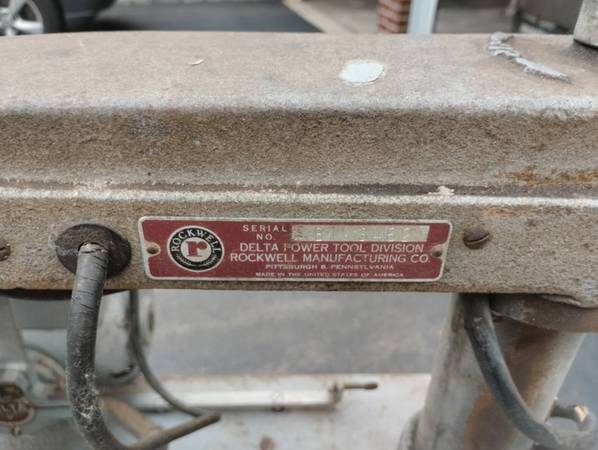 ROCKWELL
r
SERIAL
NO.
DELTA POWER TOOL DIVISION
ROCKWELL MANUFACTURING CO.
PITTSBURGH 8, PENNSYLVANIA
MADE IN THE UNITED STATES OF AMERICA